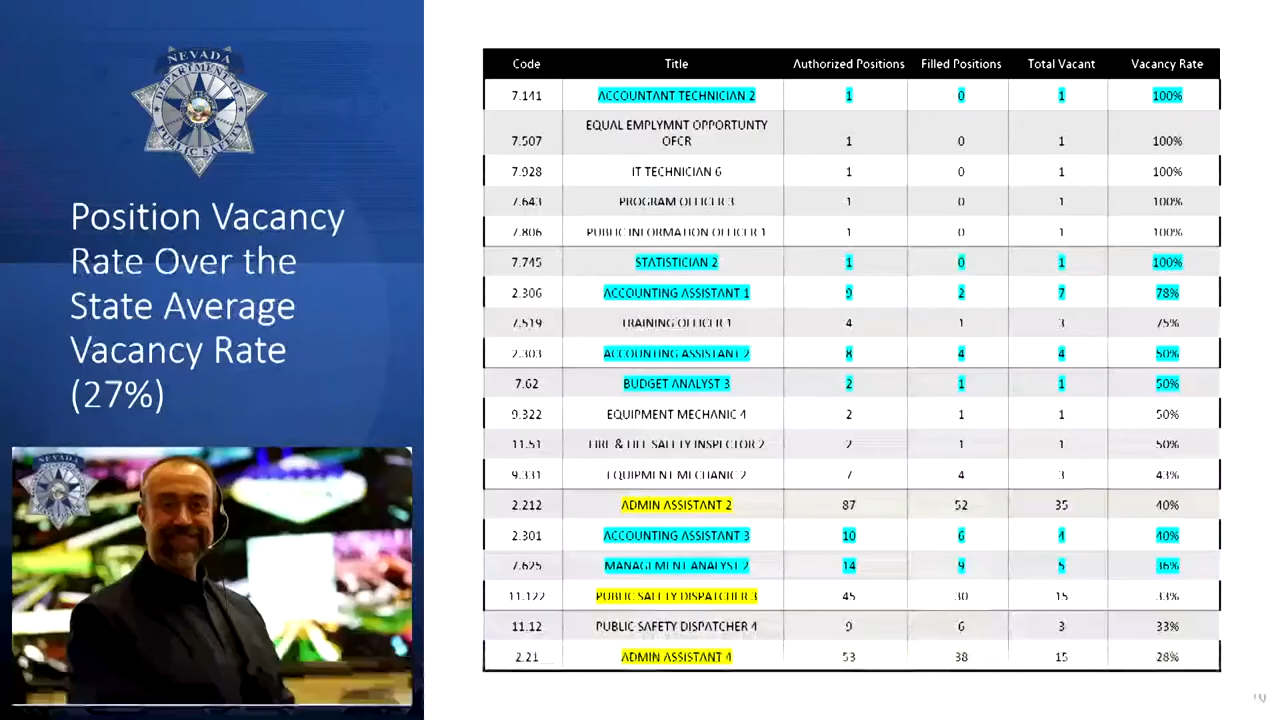 NEVADA
DEPARTMENT OF
PUBLIC SAFETY
Position Vacancy
Rate Over the
State Average
Vacancy Rate
(27%)
NEVADA
Code Title Authorized Positions Filled Positions Total Vacant Vacancy Rate
7.141 ACCOUNTANT TECHNICIAN 2 1 0 1 100%
EQUAL EMPLYMNT OPPORTUNTY
7.507 OFCR 1 0 1 100%
7.928 IT TECHNICIAN 6 1 0 1 100%
7.643 PROGRAM OFFICER 3 1 0 1 100%
7.806 PUBLIC INFORMATION OFFICER 1 1 0 1 100%
7.745 STATISTICIAN 2 1 0 1 100%
2.306 ACCOUNTING ASSISTANT 1 9 2 7 78%
7.519 TRAINING OFFICER 1 4 1 3 75%
2.303 ACCOUNTING ASSISTANT 2 8 4 4 50%
7.62 BUDGET ANALYST 3 2 1 1 50%
9.322 EQUIPMENT MECHANIC 4 2 1 1 50%
11.51 FIRE & LIFE SAFETY INSPECTOR 2 2 1 1 50%
9.331 EQUIPMENT MECHANIC 2 7 4 3 43%
2.212 ADMIN ASSISTANT 2 87 52 35 40%
2.301 ACCOUNTING ASSISTANT 3 10 6 4 40%
7.625 MANAGEMENT ANALYST 2 14 9 5 36%
11.122 PUBLIC SAFETY DISPATCHER 3 45 30 15 33%
11.12 PUBLIC SAFETY DISPATCHER 4 9 6 3 33%
2.21 ADMIN ASSISTANT 4 53 38 15 28%